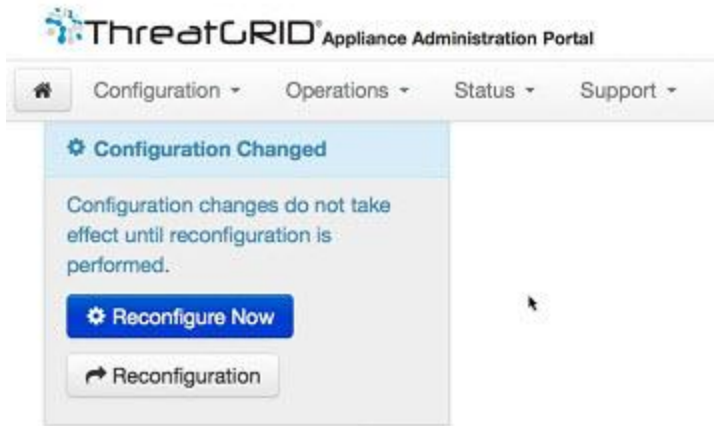 ThreatGRID® Appliance Administration Portal
Configuration Operations Status Support
Configuration Changed
Configuration changes do not take
effect until reconfiguration is
performed.
Reconfigure Now
Reconfiguration